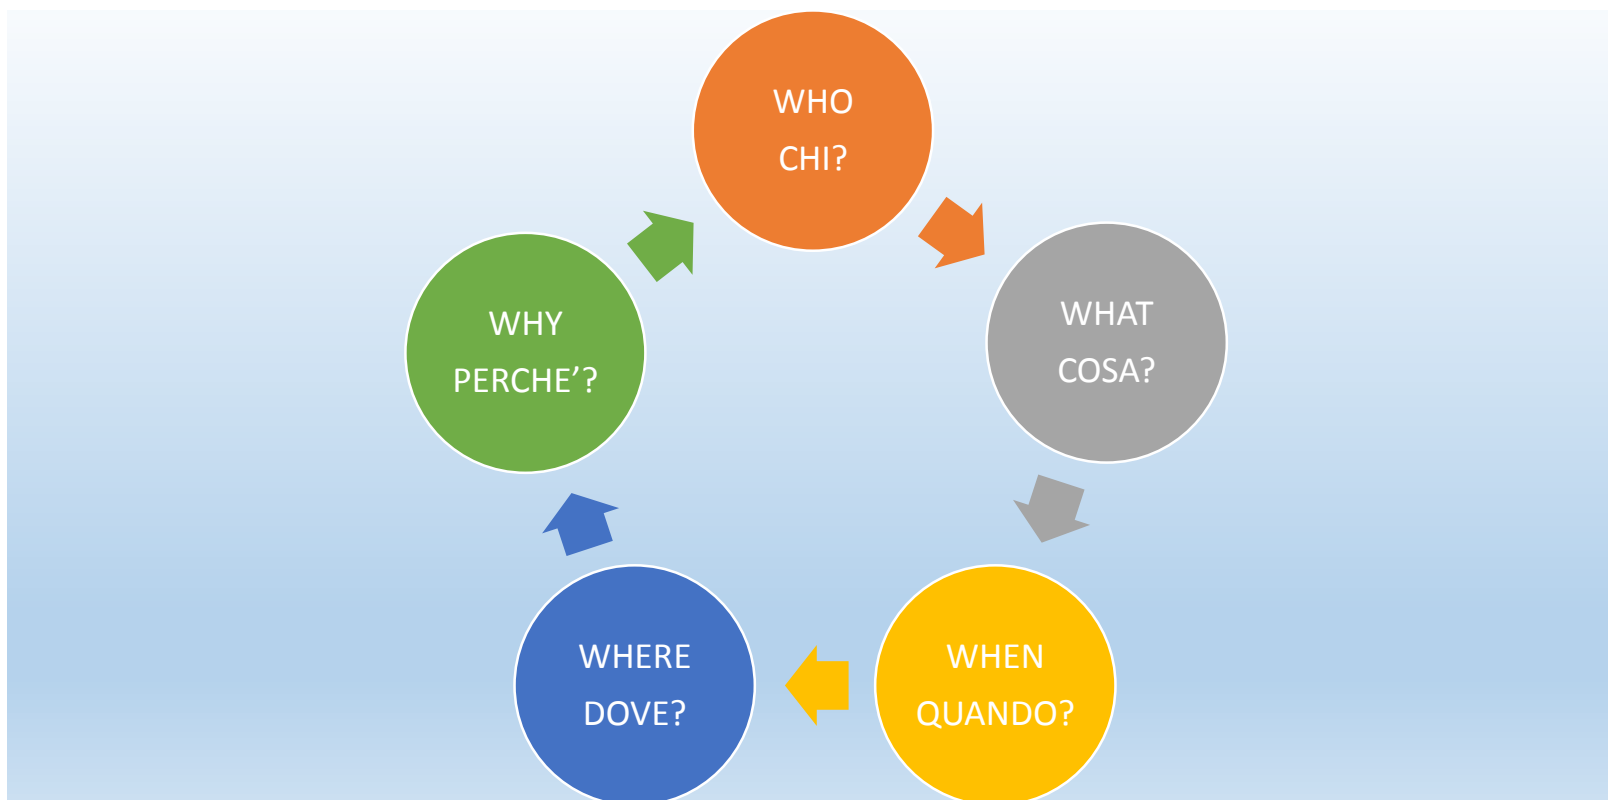 WHO
CHI?
WHAT
COSA?
WHEN
QUANDO?
WHERE
DOVE?
WHY
PERCHE’?